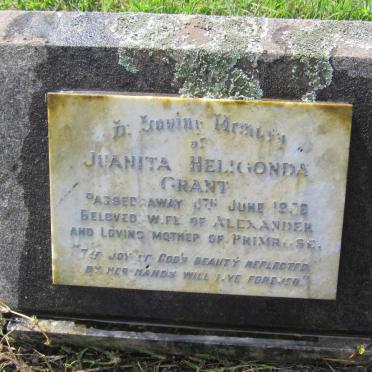 In Loving Memory
of
JUANITA HELIGONDA
GRANT
PASSED AWAY JUNE
BELOVED WIFE OF ALEXANDER
AND LOVING MOTHER OF PRIMROSE.
"THE JOY OF GOD'S BEAUTY REFLECTED
BY HER HANDS WILL LIVE FOREVER."